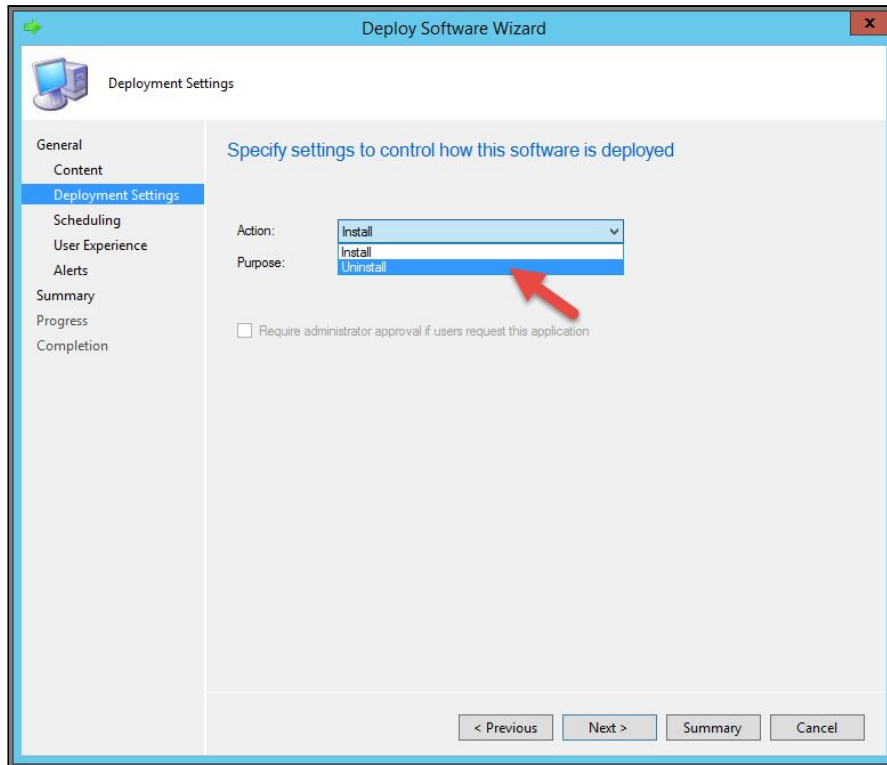 Deploy Software Wizard
x
Deployment Settings
General
Content
Deployment Settings
Scheduling
User Experience
Alerts
Summary
Progress
Completion
Specify settings to control how this software is deployed
Action: Install
Install
Purpose: Uninstall
Require administrator approval if users request this application
< Previous Next > Summary Cancel